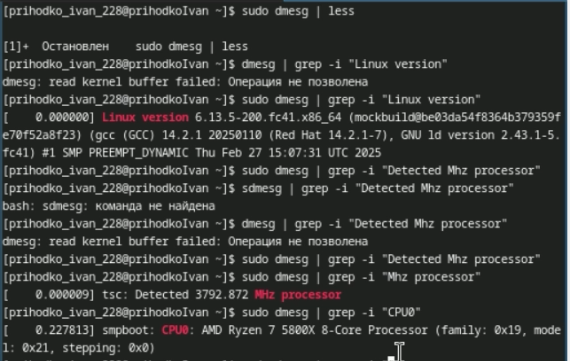 [prihodko_ivan_228@prihodkoIvan ~]$ sudo dmesg | less
[1]+  Остановлен    sudo dmesg | less
[prihodko_ivan_228@prihodkoIvan ~]$ dmesg | grep -i "Linux version"
dmesg: read kernel buffer failed: Операция не позволена
[prihodko_ivan_228@prihodkoIvan ~]$ sudo dmesg | grep -i "Linux version"
[    0.000000] Linux version 6.13.5-200.fc41.x86_64 (mockbuild@be03da54f8364b379359f
e70f52a8f23) (gcc (GCC) 14.2.1 20250110 (Red Hat 14.2.1-7), GNU ld version 2.43.1-5.
fc41) #1 SMP PREEMPT_DYNAMIC Thu Feb 27 15:07:31 UTC 2025
[prihodko_ivan_228@prihodkoIvan ~]$ sudo dmesg | grep -i "Detected Mhz processor"
[prihodko_ivan_228@prihodkoIvan ~]$ sdmesg | grep -i "Detected Mhz processor"
bash: sdmesg: команда не найдена
[prihodko_ivan_228@prihodkoIvan ~]$ dmesg | grep -i "Detected Mhz processor"
dmesg: read kernel buffer failed: Операция не позволена
[prihodko_ivan_228@prihodkoIvan ~]$ sudo dmesg | grep -i "Detected Mhz processor"
[prihodko_ivan_228@prihodkoIvan ~]$ sudo dmesg | grep -i "Mhz processor"
[    0.000009] tsc: Detected 3792.872 MHz processor
[prihodko_ivan_228@prihodkoIvan ~]$ sudo dmesg | grep -i "CPU0"
[    0.227813] smpboot: CPU0: AMD Ryzen 7 5800X 8-Core Processor (family: 0x19, mode
l: 0x21, stepping: 0x0)